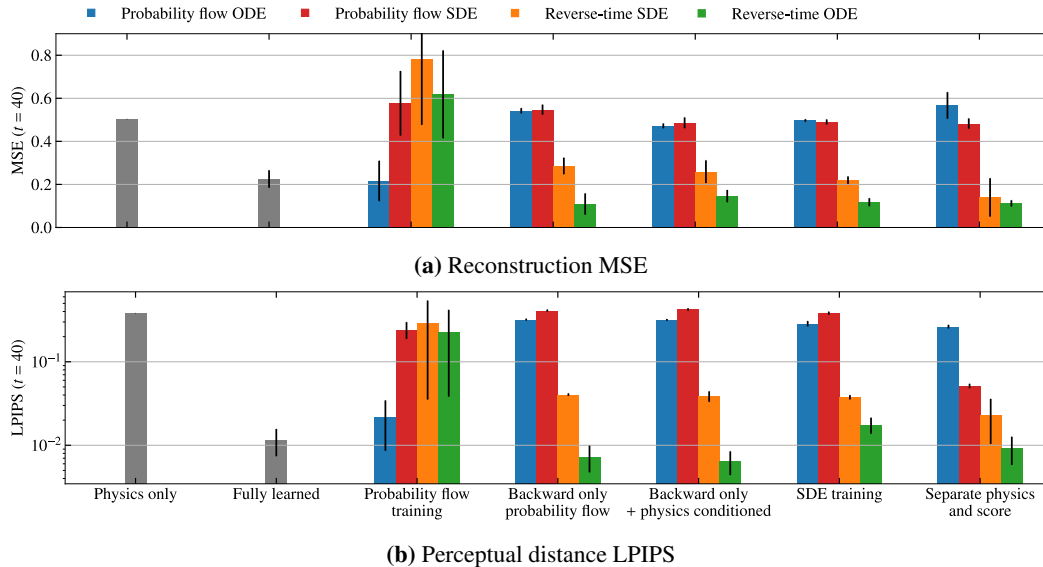 Probability flow ODE Probability flow SDE Reverse-time SDE Reverse-time ODE
MSE (t = 40)
0.8
0.6
0.4
0.2
0.0
(a) Reconstruction MSE
LPIPS (t = 40)
10⁻¹
10⁻²
Physics only Fully learned Probability flow training Backward only probability flow Backward only + physics conditioned SDE training Separate physics and score
(b) Perceptual distance LPIPS